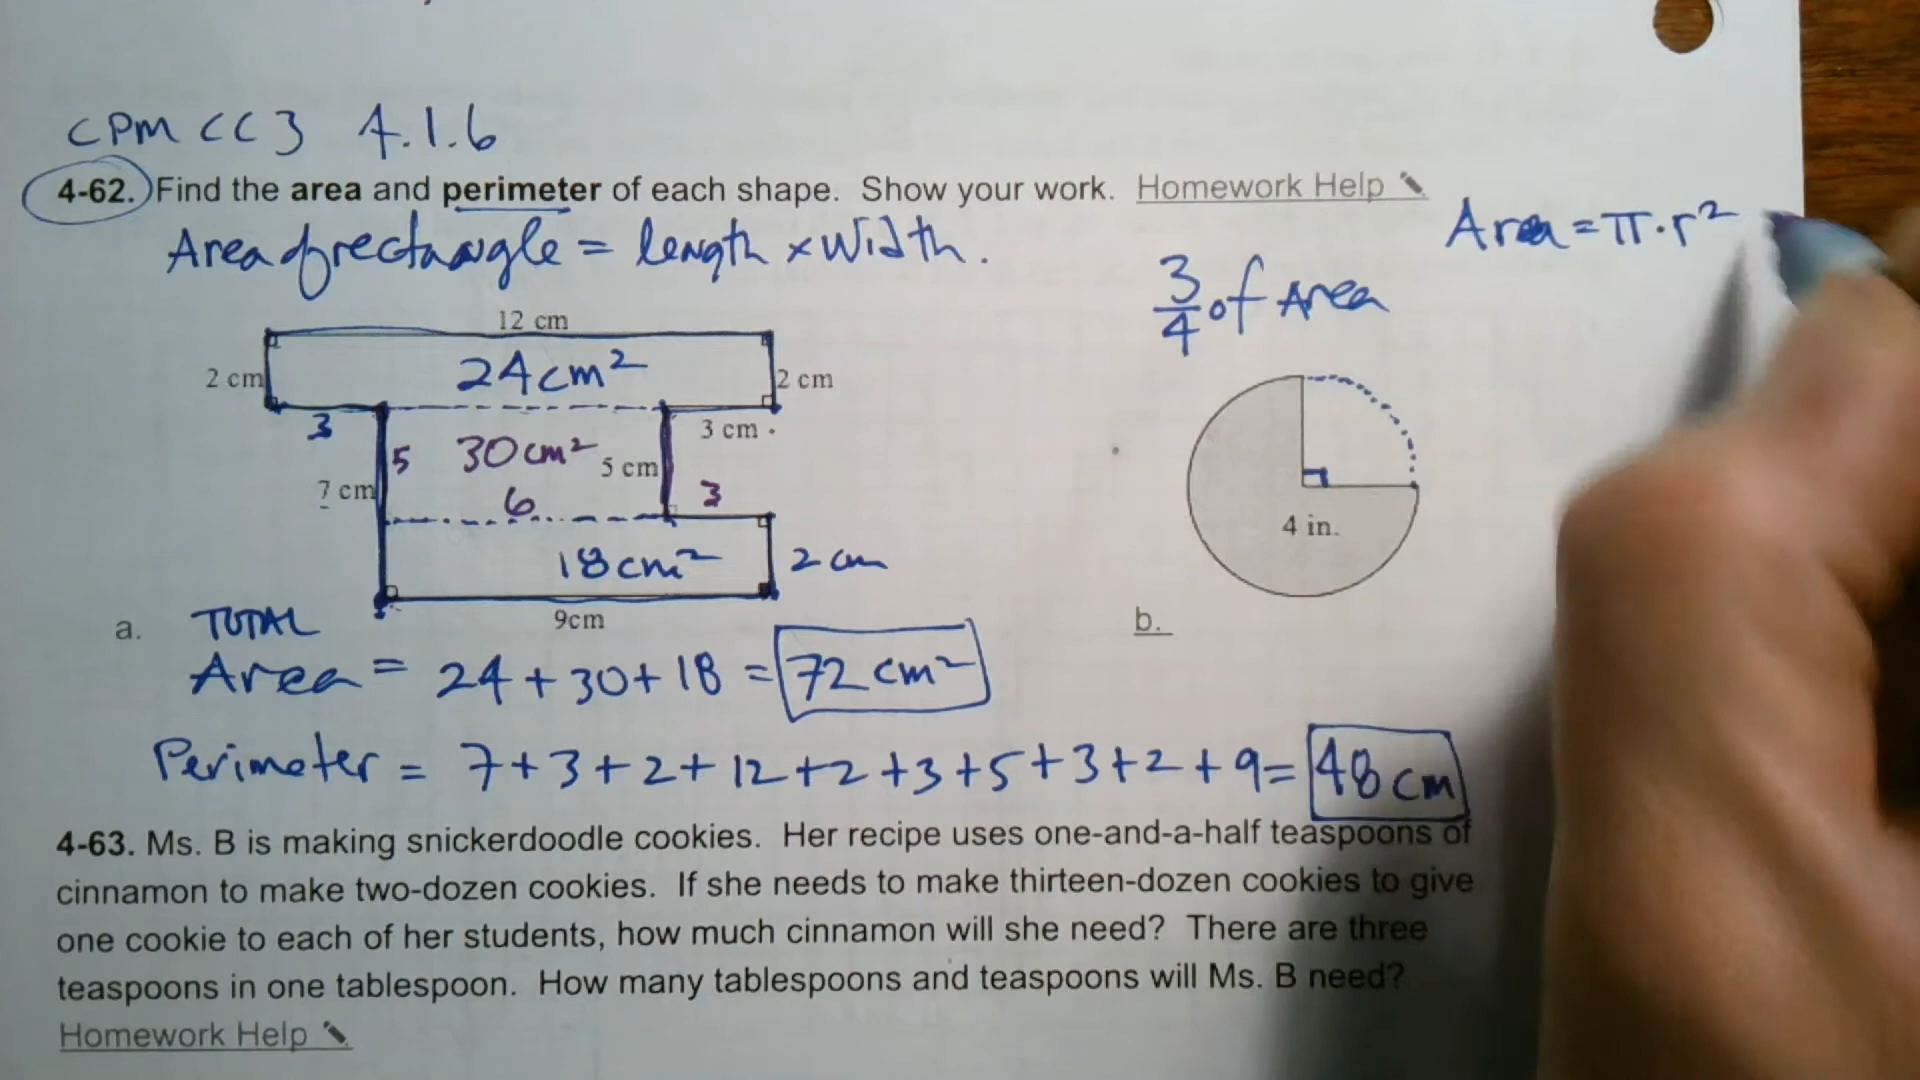 CPM CC3 4.1.6
4-62. Find the area and perimeter of each shape. Show your work. Homework Help ✎
Area of rectangle = length x width.
Area = π·r²
3/4 of Area
12 cm
2 cm
24cm²
2 cm
3
3 cm
5
30cm²
5 cm
7 cm
6
3
4 in.
18cm²
2 cm
9cm
a.
b.
TOTAL
Area = 24 + 30 + 18 = 72 cm²
Perimeter = 7+3+2+12+2+3+5+3+2+9= 48 cm
4-63. Ms. B is making snickerdoodle cookies. Her recipe uses one-and-a-half teaspoons of
cinnamon to make two-dozen cookies. If she needs to make thirteen-dozen cookies to give
one cookie to each of her students, how much cinnamon will she need? There are three
teaspoons in one tablespoon. How many tablespoons and teaspoons will Ms. B need?
Homework Help ✎